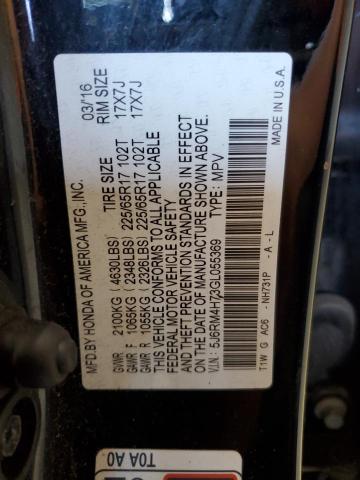 MFD.BY HONDA OF AMERICA MFG.,INC. 03/16
TIRE SIZE RIM SIZE
GVWR 2100KG (4630LBS)
GAWR F 1065KG (2348LBS) 225/65R17 102T 17X7J
GAWR R 1055KG (2326LBS) 225/65R17 102T 17X7J
THIS VEHICLE CONFORMS TO ALL APPLICABLE
FEDERAL MOTOR VEHICLE SAFETY
AND THEFT PREVENTION STANDARDS IN EFFECT
ON THE DATE OF MANUFACTURE SHOWN ABOVE.
V.I.N.: 5J6RM4H73GL055369 TYPE: MPV
T1W G AC6 NH731P - A - L
MADE IN U.S.A.
T0A A0